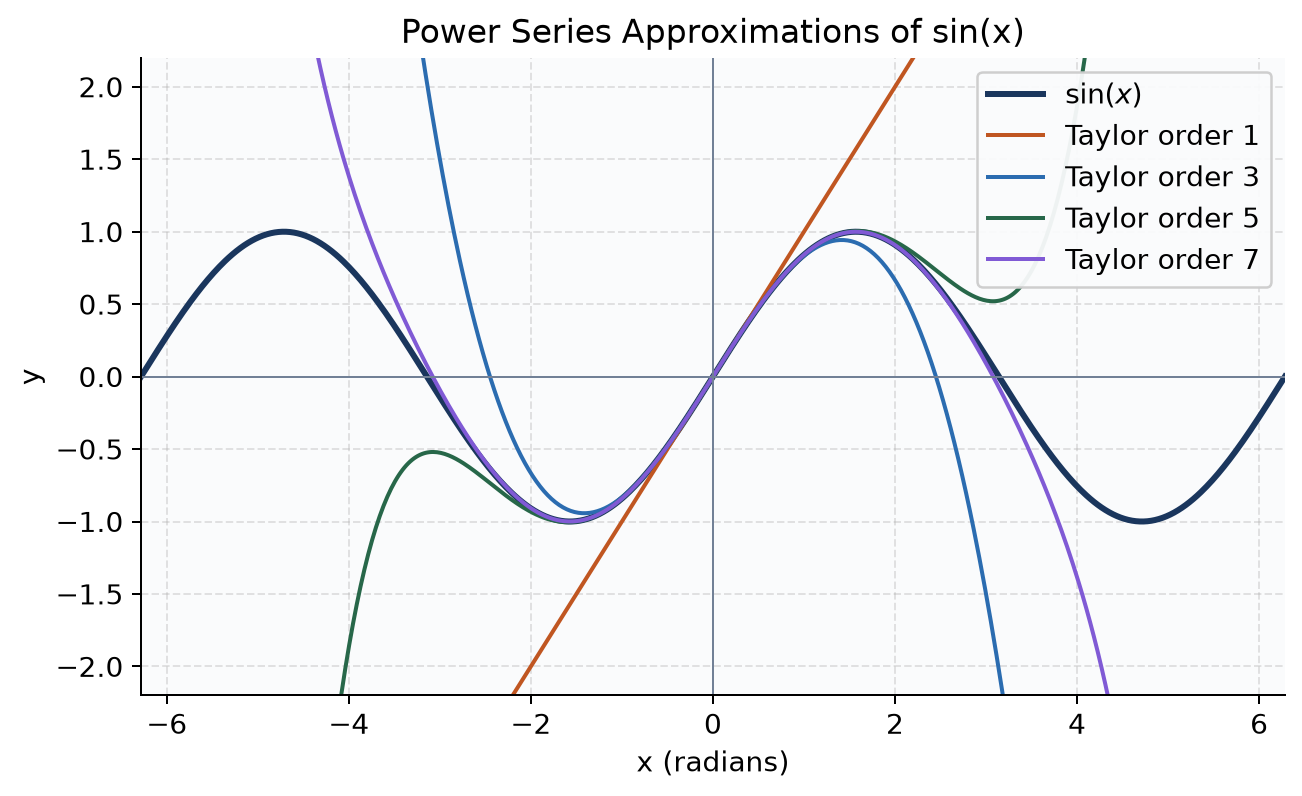 Power Series Approximations of sin(x)
2.0
1.5
1.0
0.5
0.0
−0.5
−1.0
−1.5
−2.0
y
sin(x)
Taylor order 1
Taylor order 3
Taylor order 5
Taylor order 7
−6 −4 −2 0 2 4 6
x (radians)